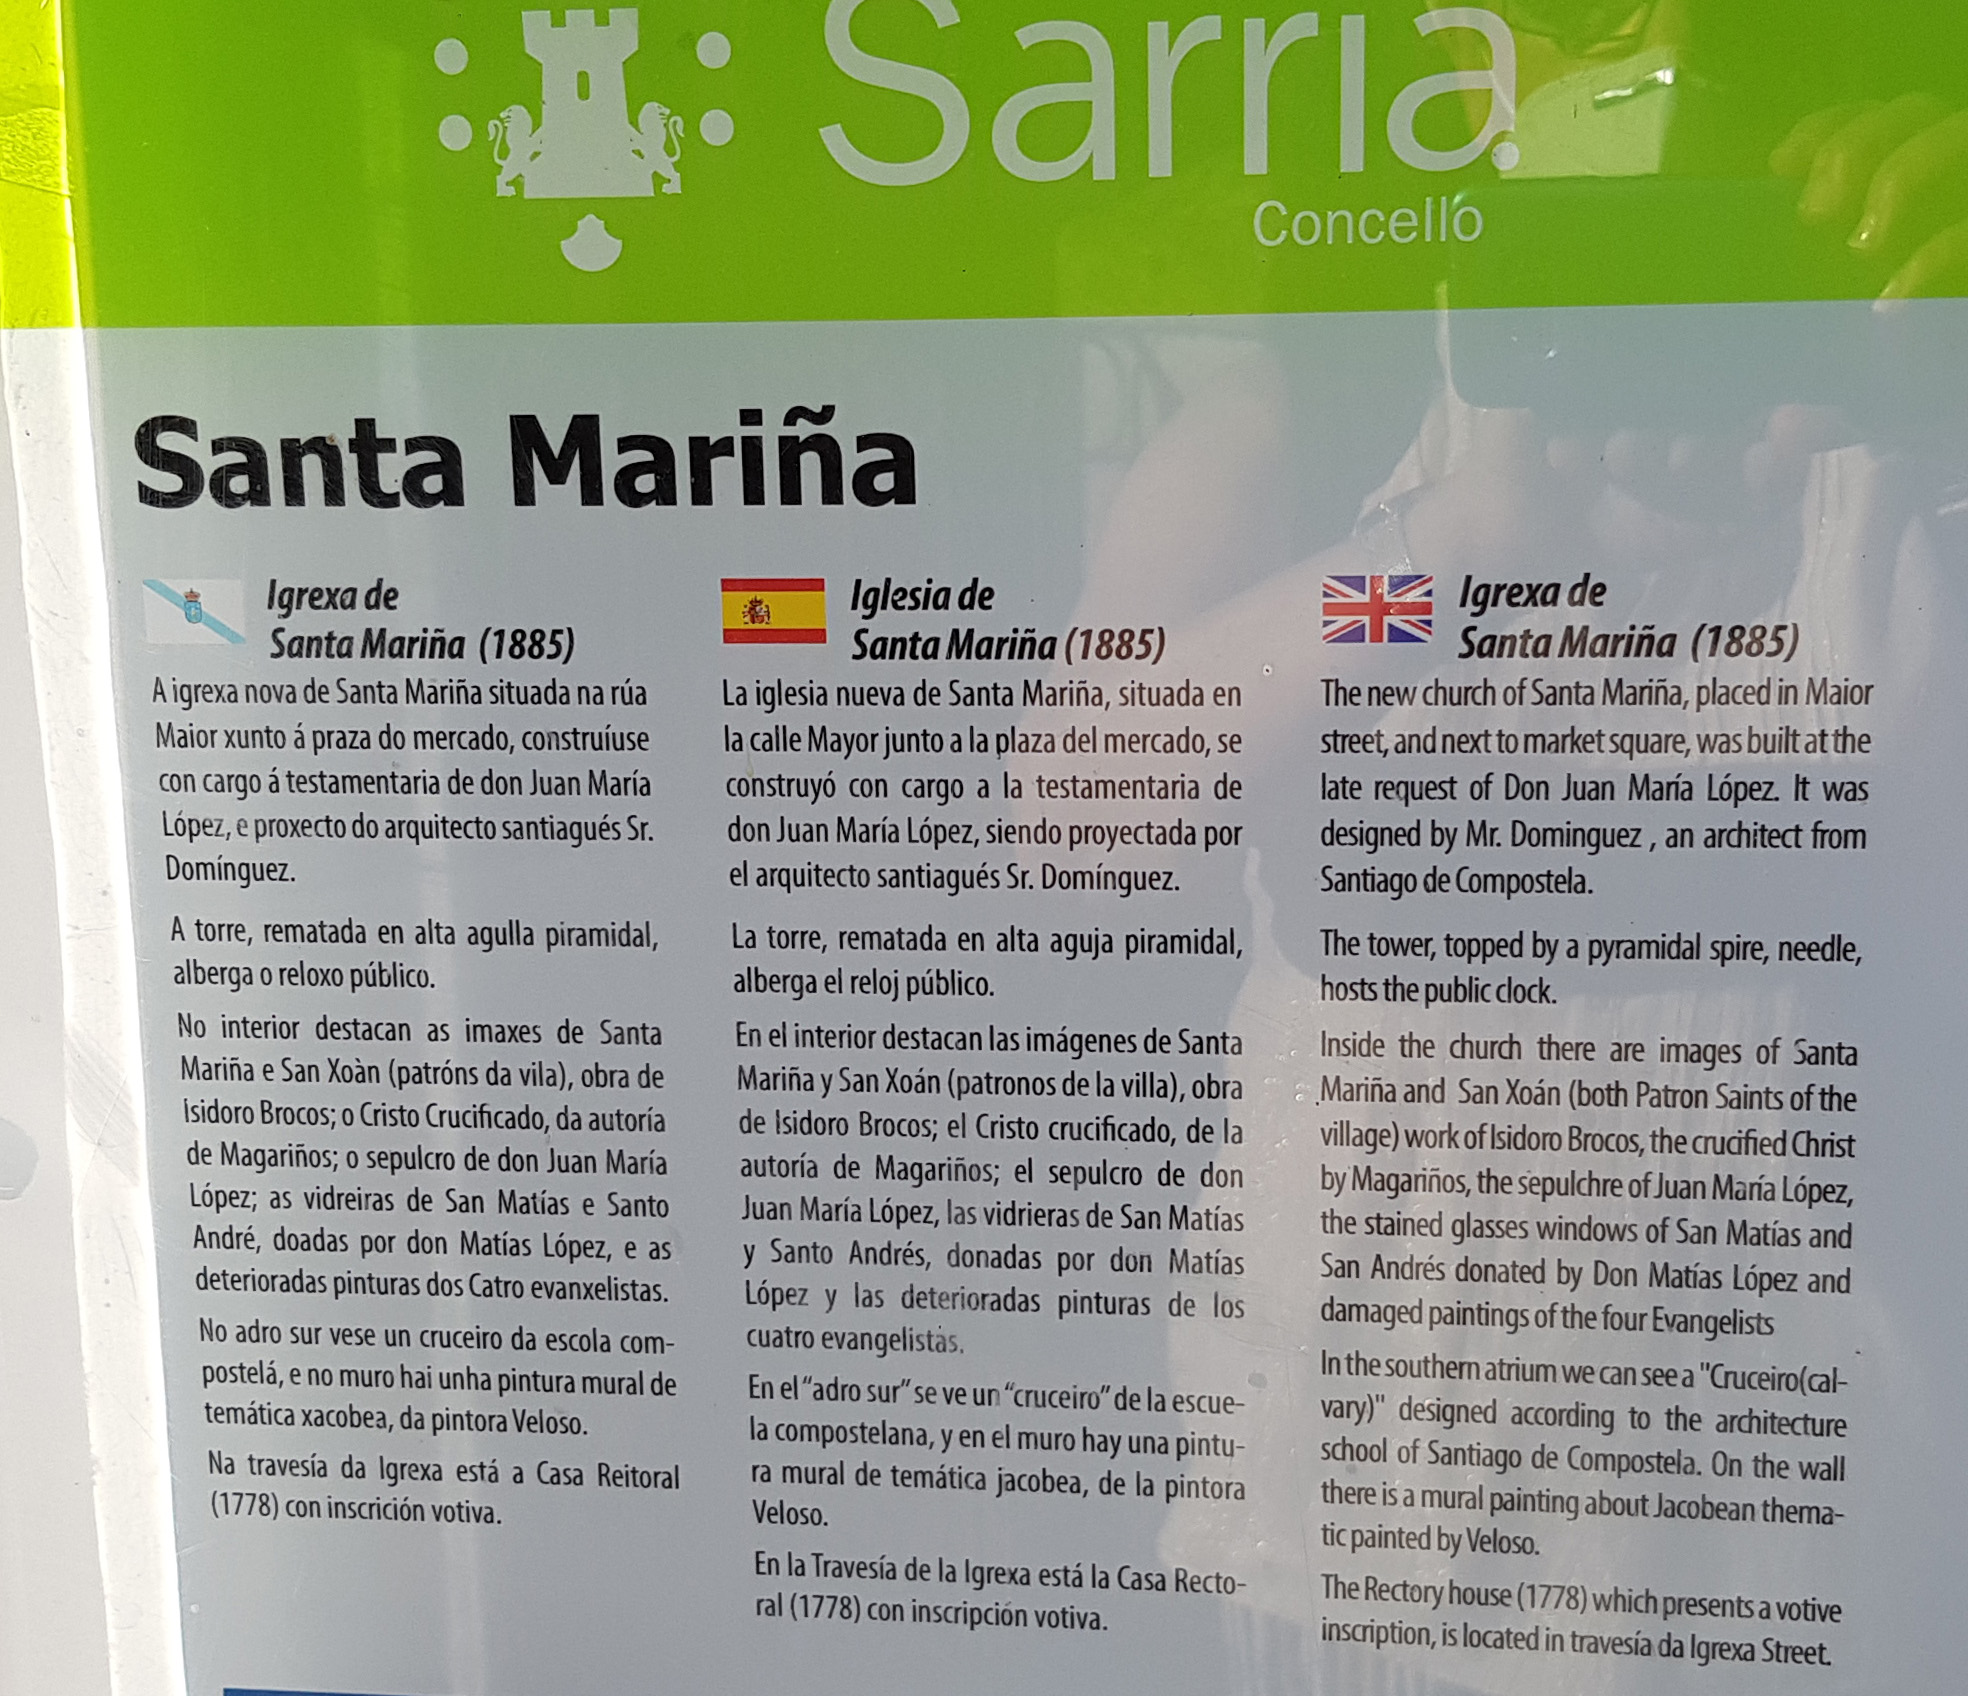 Sarria
Concello
Santa Mariña
Igrexa de
Santa Mariña (1885)
A igrexa nova de Santa Mariña situada na rúa
Maior xunto á praza do mercado, construíuse
con cargo á testamentaria de don Juan María
López, e proxecto do arquitecto santiagués Sr.
Domínguez.
A torre, rematada en alta agulla piramidal,
alberga o reloxo público.
No interior destacan as imaxes de Santa
Mariña e San Xoàn (patróns da vila), obra de
Isidoro Brocos; o Cristo Crucificado, da autoría
de Magariños; o sepulcro de don Juan María
López; as vidreiras de San Matías e Santo
André, doadas por don Matías López, e as
deterioradas pinturas dos Catro evanxelistas.
No adro sur vese un cruceiro da escola com-
postelá, e no muro hai unha pintura mural de
temática xacobea, da pintora Veloso.
Na travesía da Igrexa está a Casa Reitoral
(1778) con inscrición votiva.
Iglesia de
Santa Mariña (1885)
La iglesia nueva de Santa Mariña, situada en
la calle Mayor junto a la plaza del mercado, se
construyó con cargo a la testamentaria de
don Juan María López, siendo proyectada por
el arquitecto santiagués Sr. Domínguez.
La torre, rematada en alta aguja piramidal,
alberga el reloj público.
En el interior destacan las imágenes de Santa
Mariña y San Xoán (patronos de la villa), obra
de Isidoro Brocos; el Cristo crucificado, de la
autoría de Magariños; el sepulcro de don
Juan María López, las vidrieras de San Matías
y Santo Andrés, donadas por don Matías
López y las deterioradas pinturas de los
cuatro evangelistas.
En el “adro sur” se ve un “cruceiro” de la escue-
la compostelana, y en el muro hay una pintu-
ra mural de temática jacobea, de la pintora
Veloso.
En la Travesía de la Igrexa está la Casa Recto-
ral (1778) con inscripción votiva.
Igrexa de
Santa Mariña (1885)
The new church of Santa Mariña, placed in Maior
street, and next to market square, was built at the
late request of Don Juan María López. It was
designed by Mr. Dominguez , an architect from
Santiago de Compostela.
The tower, topped by a pyramidal spire, needle,
hosts the public clock.
Inside the church there are images of Santa
Mariña and San Xoán (both Patron Saints of the
village) work of Isidoro Brocos, the crucified Christ
by Magariños, the sepulchre of Juan María López,
the stained glasses windows of San Matías and
San Andrés donated by Don Matías López and
damaged paintings of the four Evangelists
In the southern atrium we can see a "Cruceiro(cal-
vary)" designed according to the architecture
school of Santiago de Compostela. On the wall
there is a mural painting about Jacobean thema-
tic painted by Veloso.
The Rectory house (1778) which presents a votive
inscription, is located in travesía da Igrexa Street.